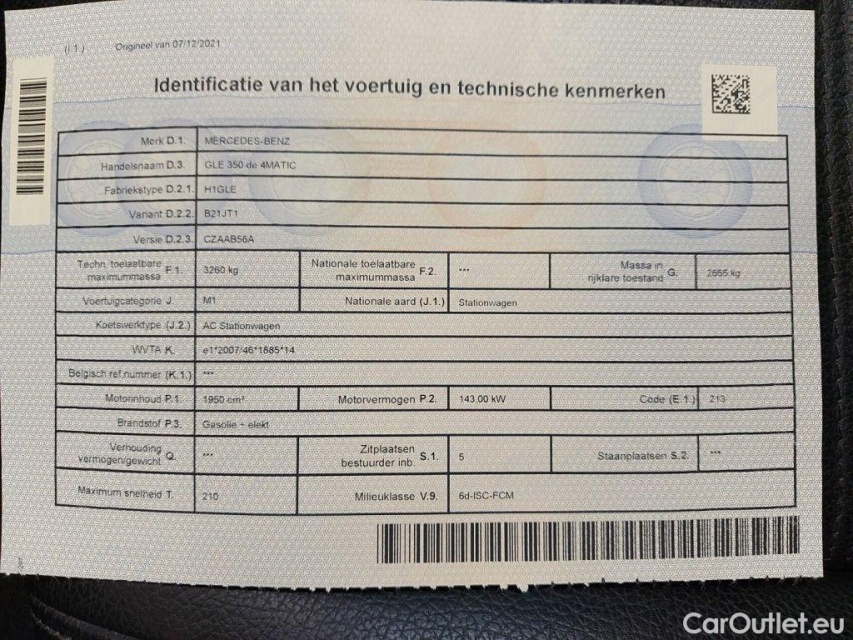 (I 1.) Origineel van 07/12/2021
Identificatie van het voertuig en technische kenmerken
Merk D.1. MERCEDES-BENZ
Handelsnaam D.3. GLE 350 de 4MATIC
Fabriekstype D.2.1. H1GLE
Variant D.2.2. B21JT1
Versie D.2.3. CZAAB56A
Techn. toelaatbare maximummassa F.1. 3260 kg Nationale toelaatbare maximummassa F.2. *** Massa in rijklare toestand G. 2655 kg
Voertuigcategorie J. M1 Nationale aard (J.1.) Stationwagen
Koetswerktype (J.2.) AC Stationwagen
WVTA K. e1*2007/46*1885*14
Belgisch ref.nummer (K.1.) ***
Motorinhoud P.1. 1950 cm³ Motorvermogen P.2. 143.00 kW Code (E.1.) 213
Brandstof P.3. Gasolie + elekt
Verhouding vermogen/gewicht Q. *** Zitplaatsen bestuurder inb. S.1. 5 Staanplaatsen S.2. ***
Maximum snelheid T. 210 Milieuklasse V.9. 6d-ISC-FCM
CarOutlet.eu